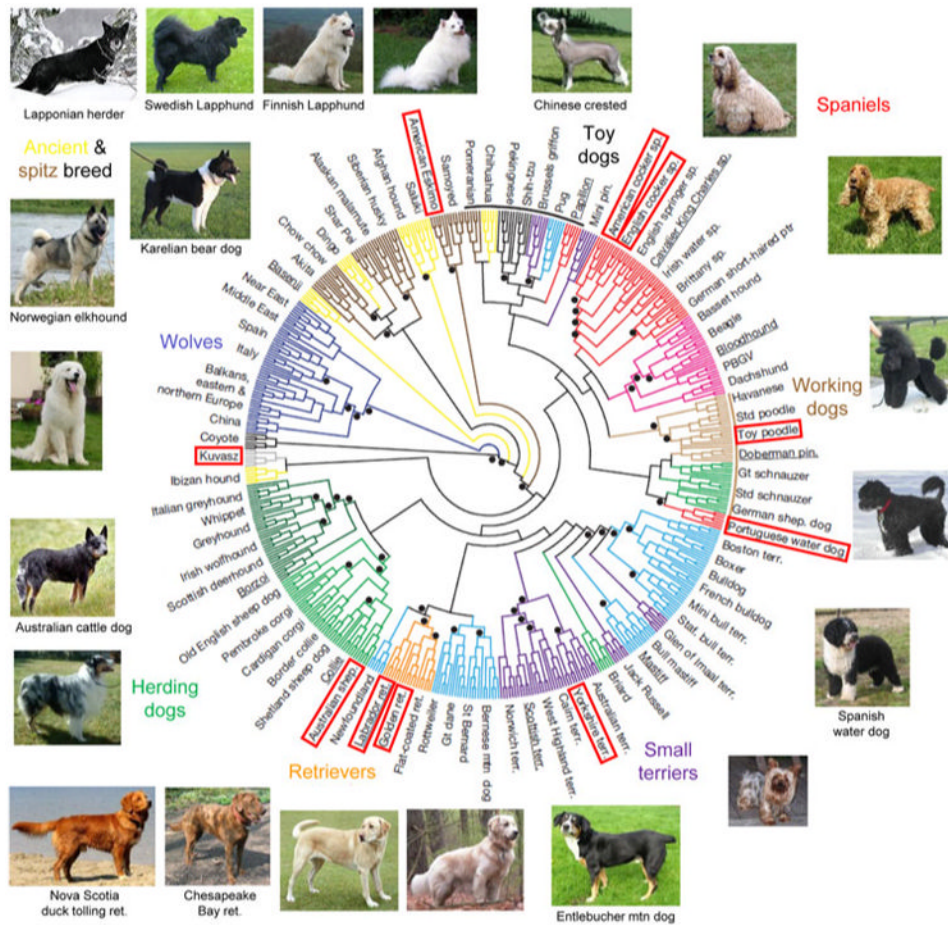 Lapponian herder
Swedish Lapphund
Finnish Lapphund
Chinese crested
Spaniels
Ancient &
spitz breed
Karelian bear dog
Norwegian elkhound
Toy
dogs
Wolves
Working
dogs
Australian cattle dog
Herding
dogs
Retrievers
Small
terriers
Spanish
water dog
Nova Scotia
duck tolling ret.
Chesapeake
Bay ret.
Entlebucher mtn dog
Kuvasz
Coyote
China
Balkans,
eastern &
northern Europe
Italy
Spain
Middle East
Near East
Basenji
Akita
Chow chow
Dingo
Shar Pei
Alaskan malamute
Siberian husky
Afghan hound
Saluki
American Eskimo
Samoyed
Pomeranian
Chihuahua
Pekingese
Shih-tzu
Brussels griffon
Pug
Papillon
Mini pin.
American cocker sp.
English cocker sp.
English springer sp.
Cavalier King Charles sp.
Irish water sp.
Brittany sp.
German short-haired ptr
Basset hound
Beagle
Bloodhound
PBGV
Dachshund
Havanese
Std poodle
Toy poodle
Doberman pin.
Gt schnauzer
Std schnauzer
German shep. dog
Portuguese water dog
Boston terr.
Boxer
Bulldog
French bulldog
Mini bull terr.
Staf. bull terr.
Glen of Imaal terr.
Bull mastiff
Mastiff
Jack Russell
Briard
Australian terr.
Yorkshire terr.
Cairn terr.
West Highland terr.
Scottish terr.
Norwich terr.
Bernese mtn dog
St Bernard
Gt dane
Rottweiler
Flat-coated ret.
Golden ret.
Labrador ret.
Newfoundland
Australian shep.
Collie
Shetland sheep dog
Border collie
Cardigan corgi
Pembroke corgi
Old English sheep dog
Borzoi
Scottish deerhound
Irish wolfhound
Greyhound
Whippet
Italian greyhound
Ibizan hound